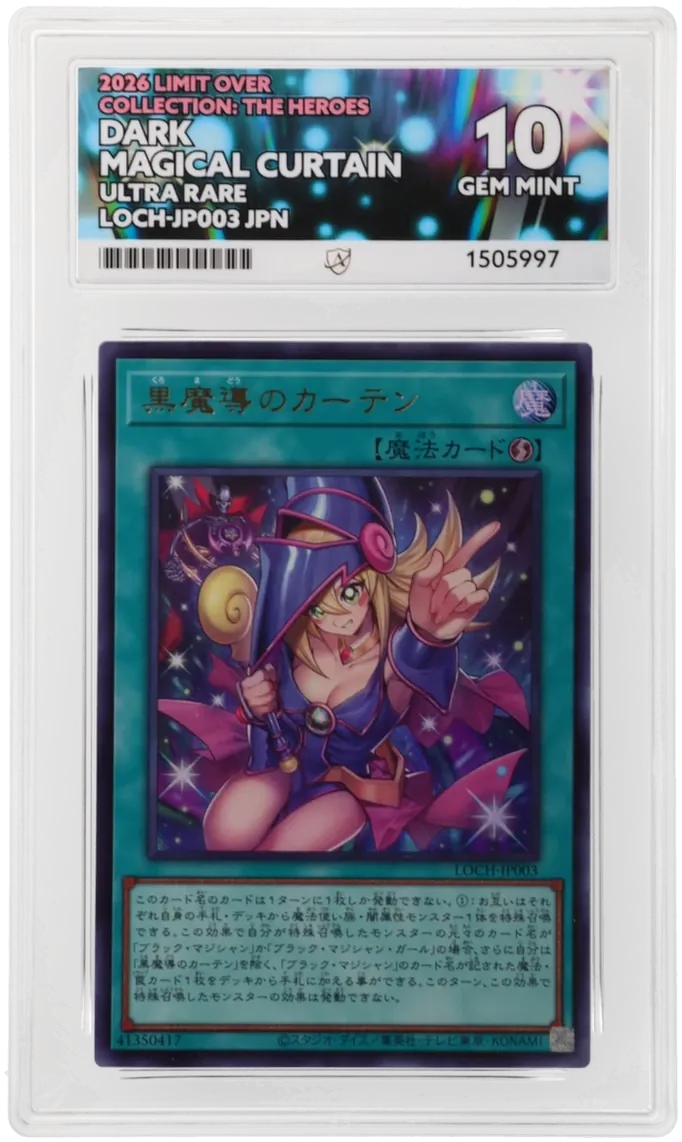 2026 LIMIT OVER
COLLECTION: THE HEROES
DARK
MAGICAL CURTAIN
ULTRA RARE
LOCH-JP003 JPN
10
GEM MINT
1505997
黒魔導のカーテン
くろ ま どう
魔
【魔法カード】
LOCH-JP003
このカード名のカードは1ターンに1枚しか発動できない。①:お互いはそ
れぞれ自身の手札・デッキから魔法使い族・闇属性モンスター1体を特殊召喚
できる。この効果で自分が特殊召喚したモンスターの元々のカード名が
「ブラック・マジシャン」か「ブラック・マジシャン・ガール」の場合、さらに自分は
「黒魔導のカーテン」を除く、「ブラック・マジシャン」のカード名が記された魔法・
罠カード1枚をデッキから手札に加える事ができる。このターン、この効果で
特殊召喚したモンスターの効果は発動できない。
41350417
©スタジオ・ダイス/集英社・テレビ東京・KONAMI